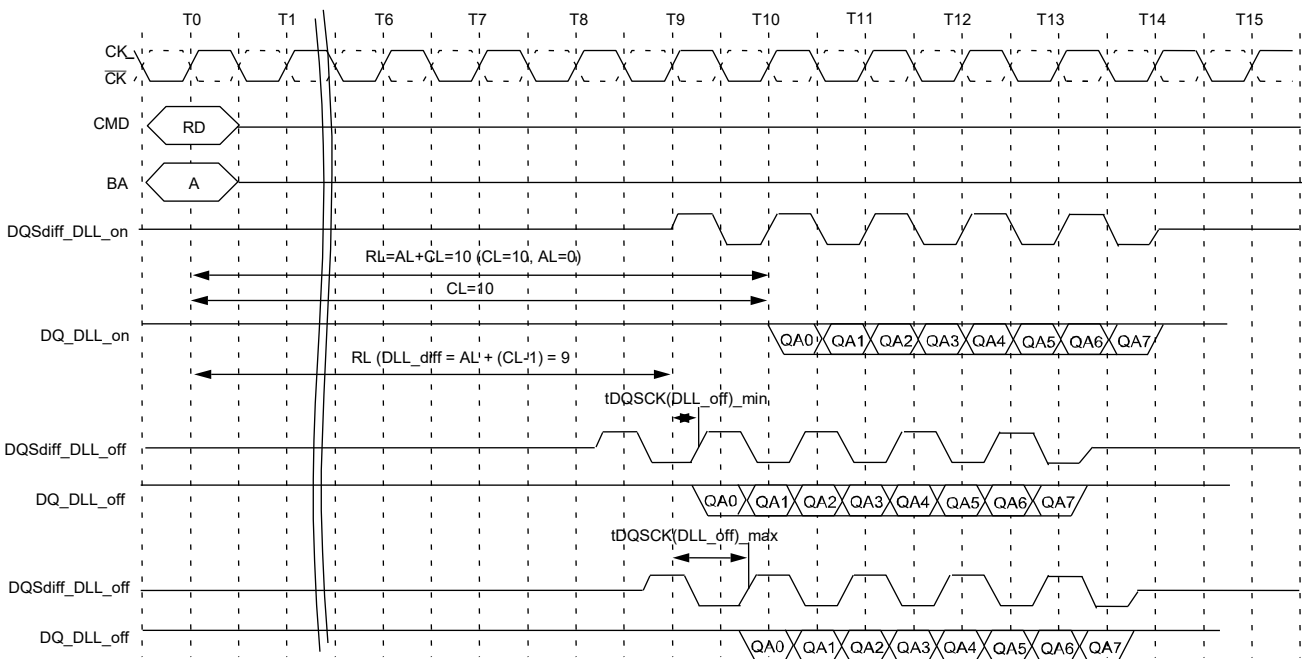 T0 T1 T6 T7 T8 T9 T10 T11 T12 T13 T14 T15
CK
CK
CMD RD
BA A
DQSdiff_DLL_on
RL=AL+CL=10 (CL=10, AL=0)
CL=10
DQ_DLL_on QA0 QA1 QA2 QA3 QA4 QA5 QA6 QA7
RL (DLL_diff = AL + (CL-1) = 9
tDQSCK(DLL_off)_min
DQSdiff_DLL_off
DQ_DLL_off QA0 QA1 QA2 QA3 QA4 QA5 QA6 QA7
tDQSCK(DLL_off)_max
DQSdiff_DLL_off
DQ_DLL_off QA0 QA1 QA2 QA3 QA4 QA5 QA6 QA7